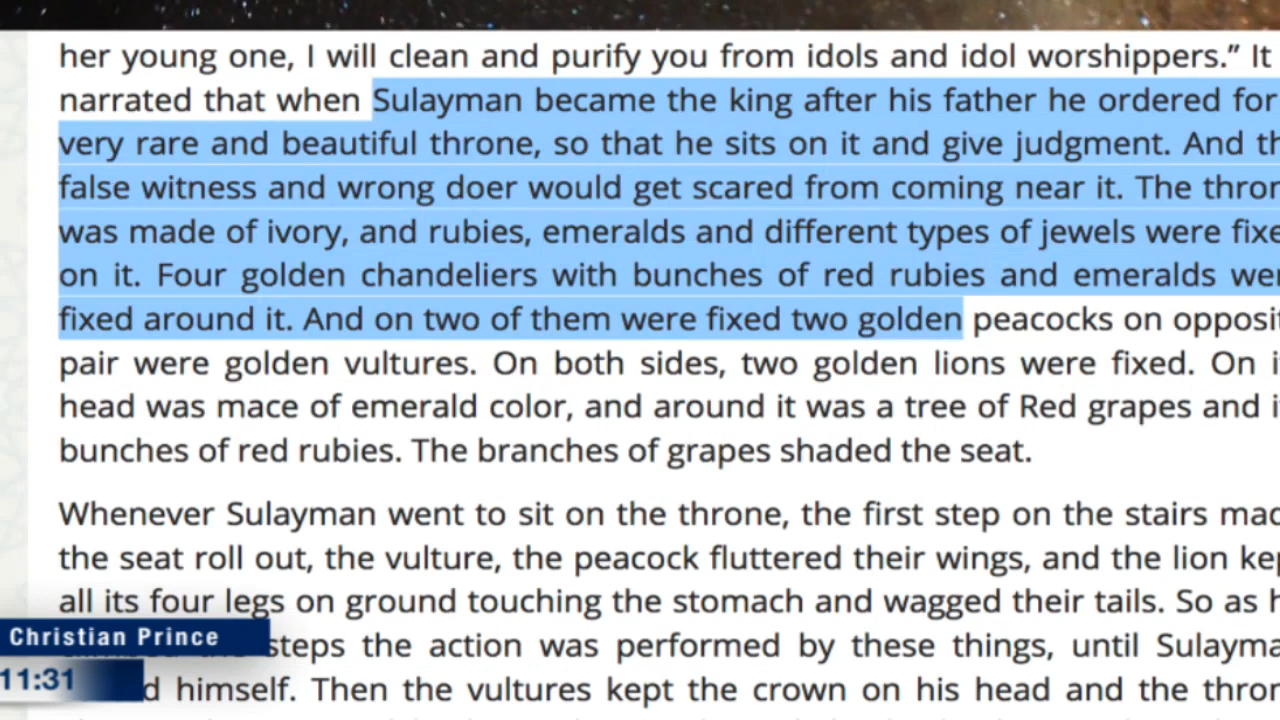 her young one, I will clean and purify you from idols and idol worshippers.” It
narrated that when Sulayman became the king after his father he ordered for
very rare and beautiful throne, so that he sits on it and give judgment. And th
false witness and wrong doer would get scared from coming near it. The thron
was made of ivory, and rubies, emeralds and different types of jewels were fixe
on it. Four golden chandeliers with bunches of red rubies and emeralds wer
fixed around it. And on two of them were fixed two golden peacocks on opposit
pair were golden vultures. On both sides, two golden lions were fixed. On i
head was mace of emerald color, and around it was a tree of Red grapes and i
bunches of red rubies. The branches of grapes shaded the seat.
Whenever Sulayman went to sit on the throne, the first step on the stairs mad
the seat roll out, the vulture, the peacock fluttered their wings, and the lion kep
all its four legs on ground touching the stomach and wagged their tails. So as h
Christian Prince
steps the action was performed by these things, until Sulayma
11:31
d himself. Then the vultures kept the crown on his head and the thron